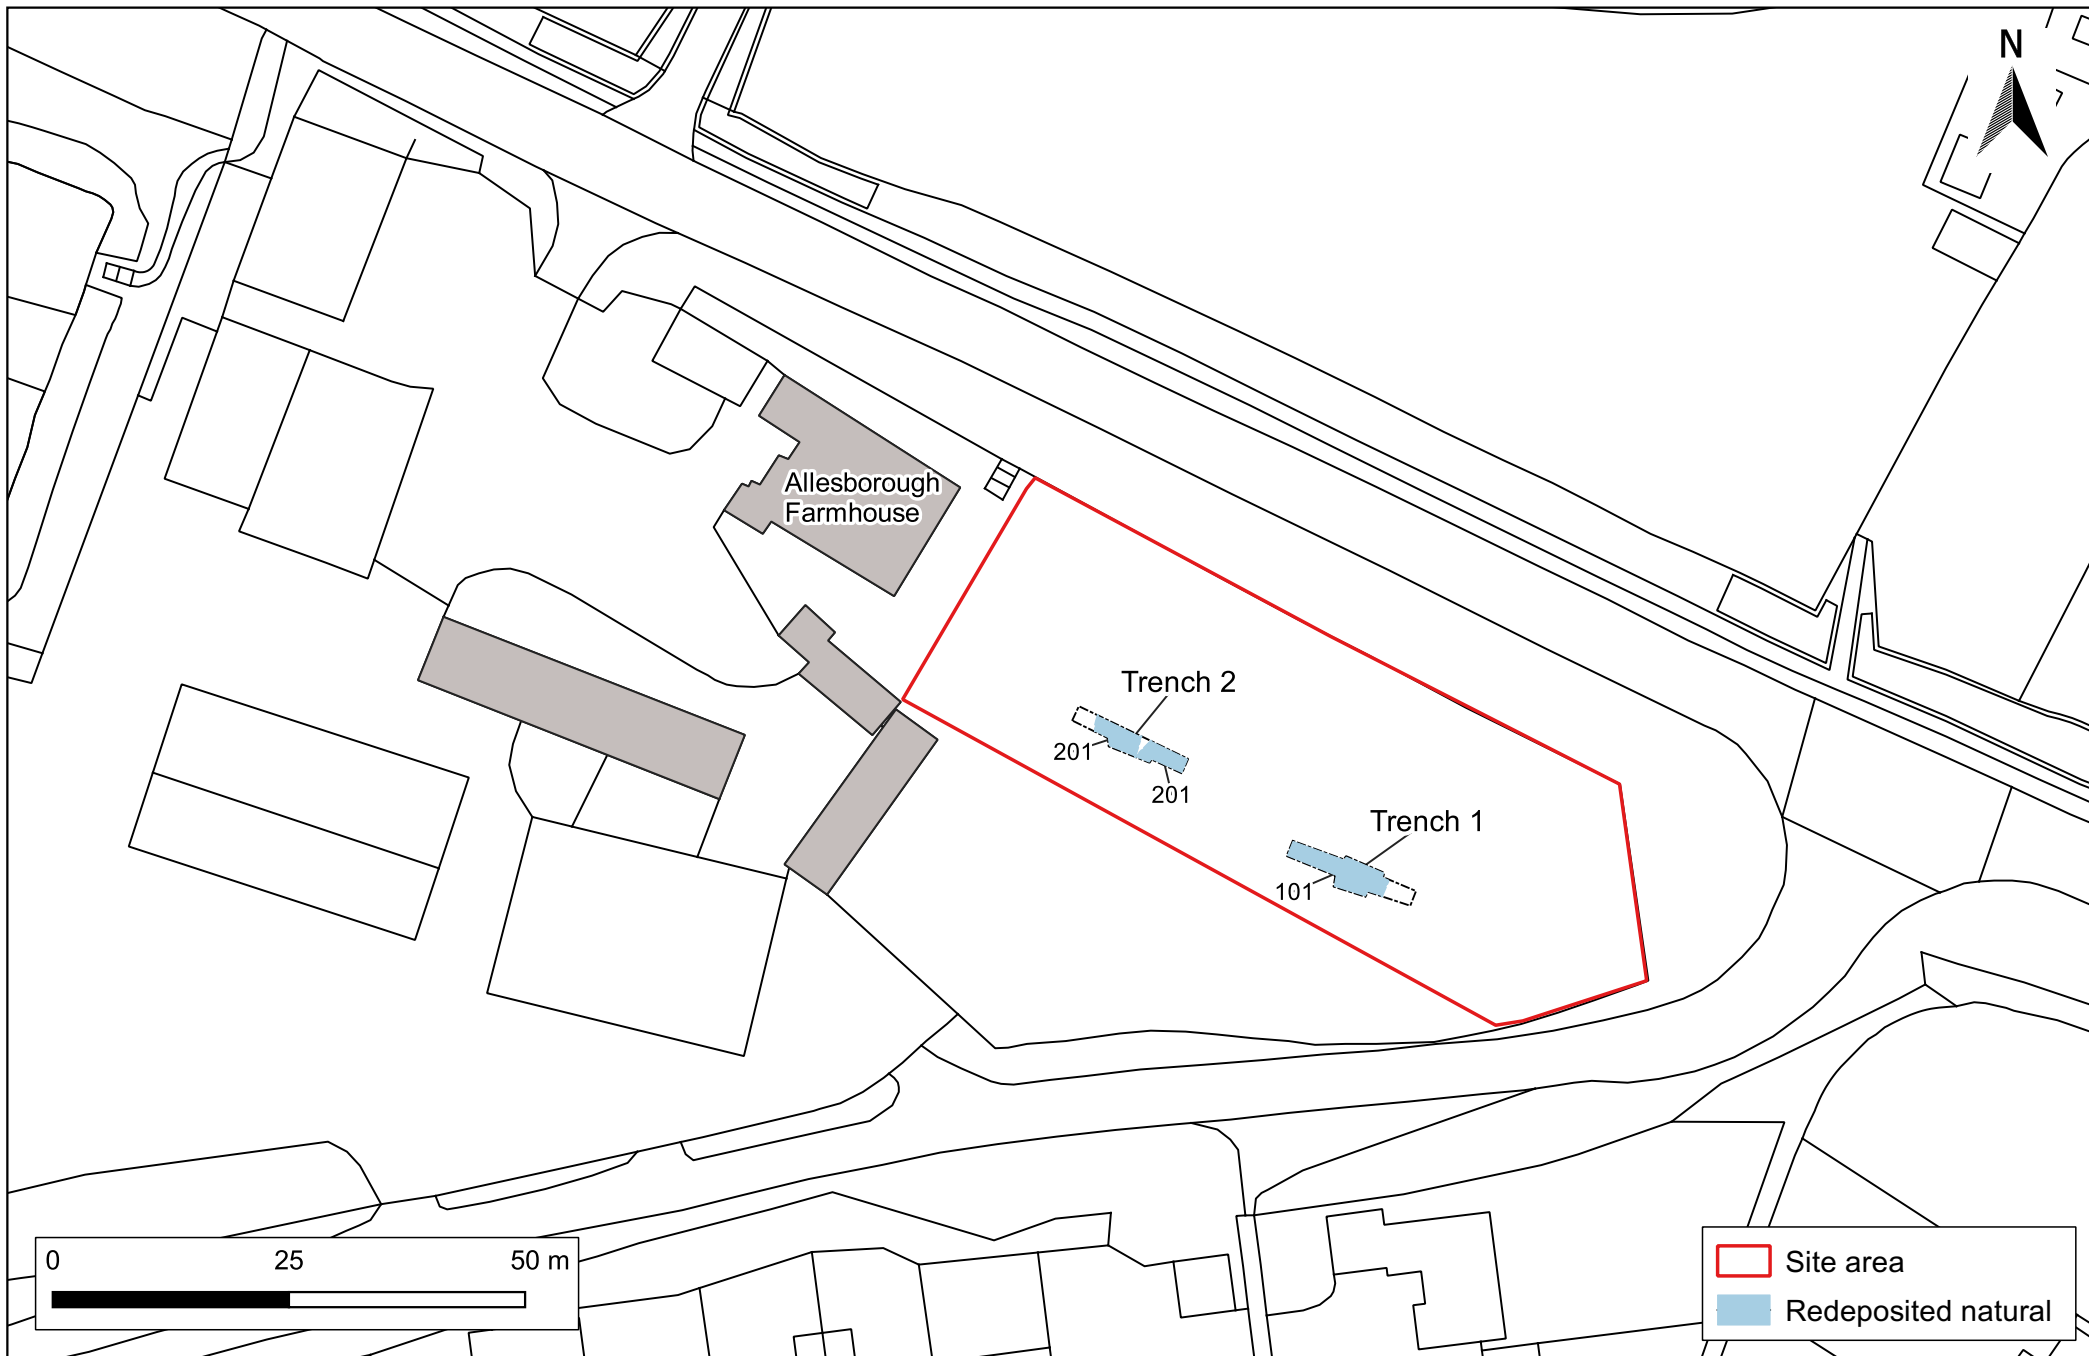 N
Allesborough
Farmhouse
Trench 2
201
201
Trench 1
101
0 25 50 m
Site area
Redeposited natural